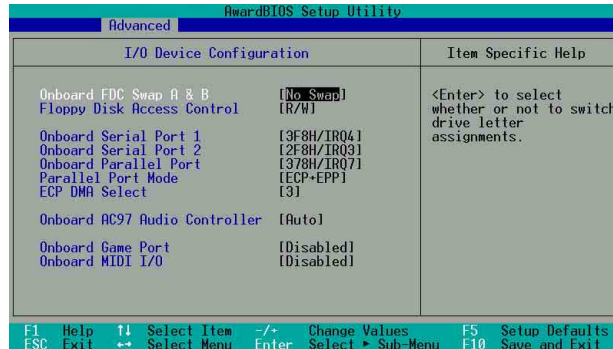 AwardBIOS Setup Utility
Advanced
I/O Device Configuration
Item Specific Help
Onboard FDC Swap A & B [No Swap]
Floppy Disk Access Control [R/W]
Onboard Serial Port 1 [3F8H/IRQ4]
Onboard Serial Port 2 [2F8H/IRQ3]
Onboard Parallel Port [378H/IRQ7]
Parallel Port Mode [ECP+EPP]
ECP DMA Select [3]
Onboard AC97 Audio Controller [Auto]
Onboard Game Port [Disabled]
Onboard MIDI I/O [Disabled]
<Enter> to select
whether or not to switch
drive letter
assignments.
F1 Help ↑↓ Select Item -/+ Change Values F5 Setup Defaults
ESC Exit ←→ Select Menu Enter Select ► Sub-Menu F10 Save and Exit